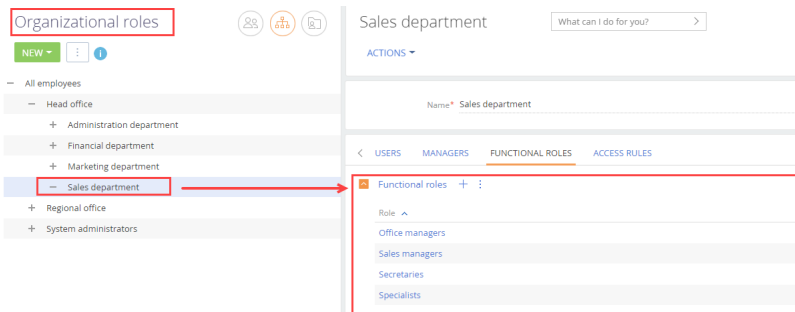 Organizational roles
NEW
All employees
Head office
Administration department
Financial department
Marketing department
Sales department
Regional office
System administrators
Sales department
What can I do for you?
ACTIONS
Name* Sales department
USERS MANAGERS FUNCTIONAL ROLES ACCESS RULES
Functional roles
Role
Office managers
Sales managers
Secretaries
Specialists